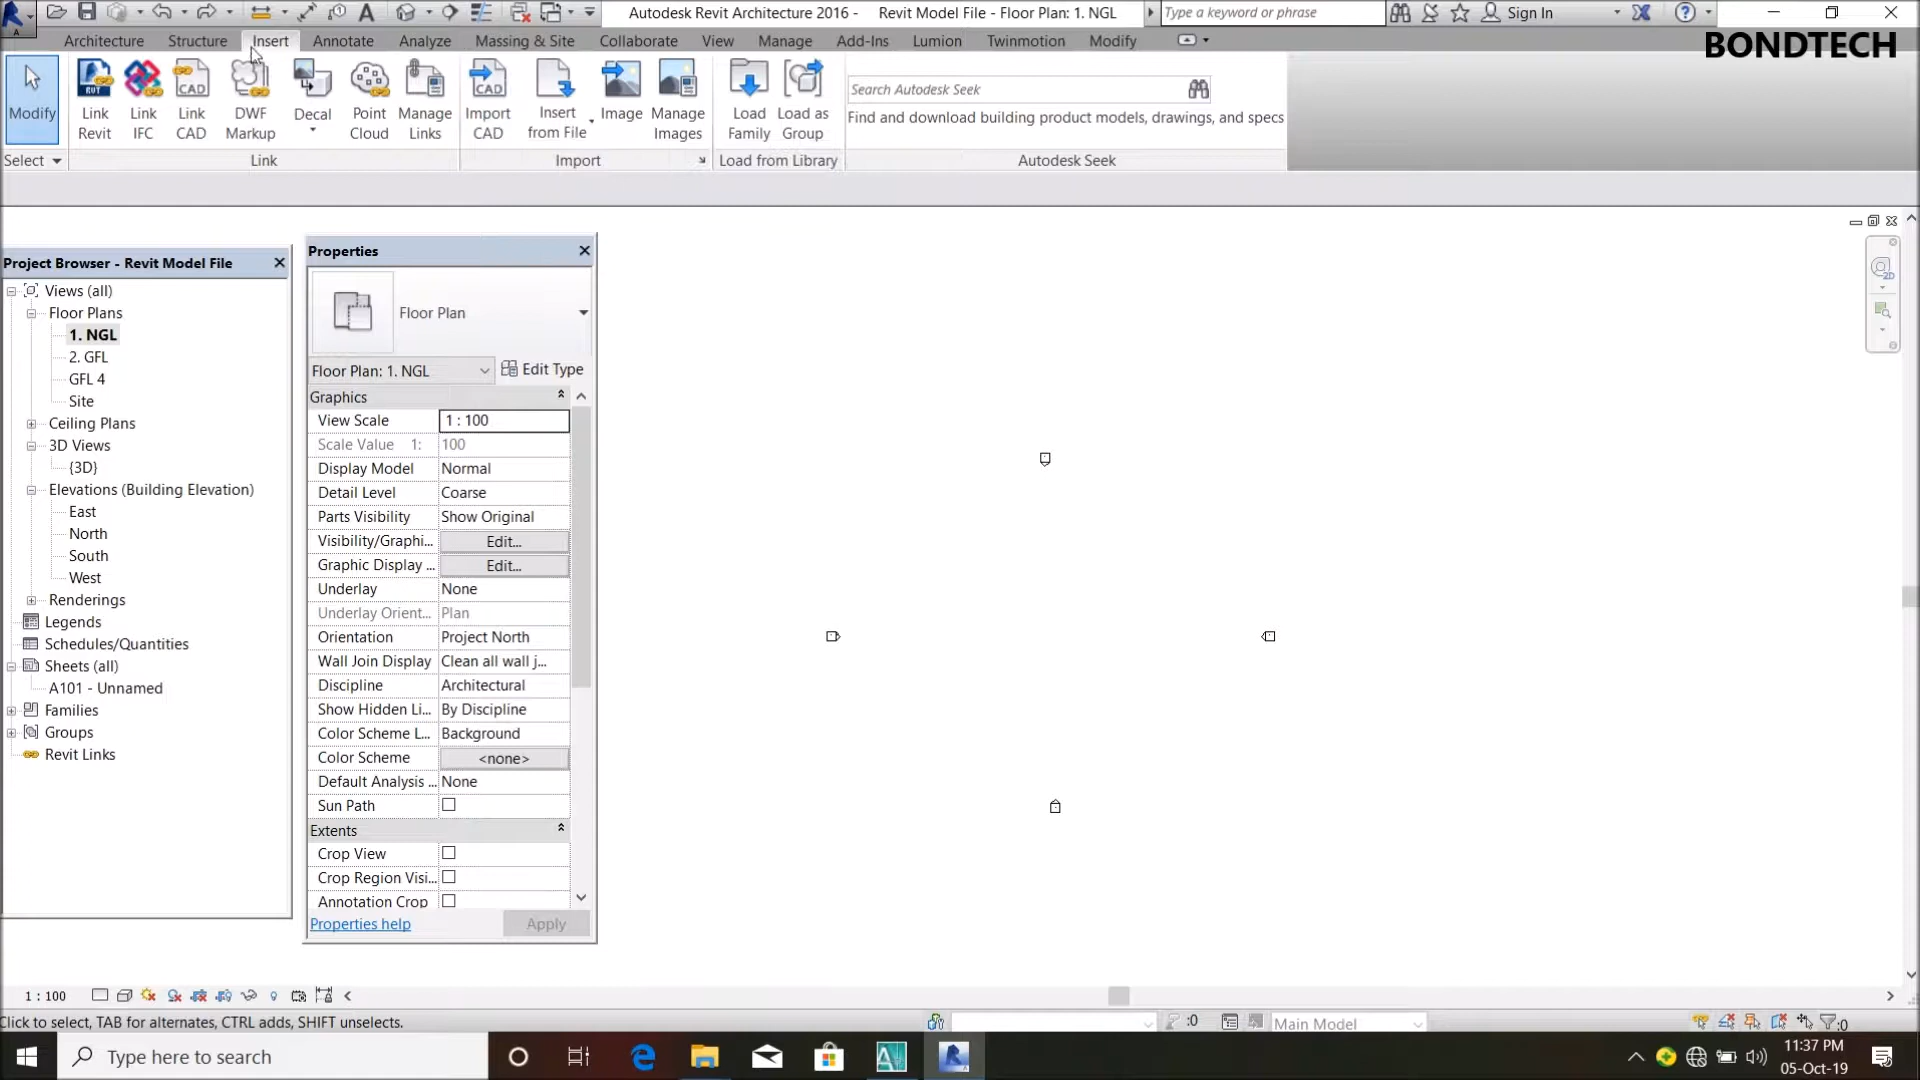 Autodesk Revit Architecture 2016 - Revit Model File - Floor Plan: 1. NGL
Type a keyword or phrase
Sign In
Architecture Structure Insert Annotate Analyze Massing & Site Collaborate View Manage Add-Ins Lumion Twinmotion Modify
BONDTECH
Modify
Link Revit
Link IFC
Link CAD
DWF Markup
Decal
Point Cloud
Manage Links
Import CAD
Insert from File
Image
Manage Images
Load Family
Load as Group
Search Autodesk Seek
Find and download building product models, drawings, and specs
Select
Link
Import
Load from Library
Autodesk Seek
Project Browser - Revit Model File
Views (all)
Floor Plans
1. NGL
2. GFL
GFL 4
Site
Ceiling Plans
3D Views
{3D}
Elevations (Building Elevation)
East
North
South
West
Renderings
Legends
Schedules/Quantities
Sheets (all)
A101 - Unnamed
Families
Groups
Revit Links
Properties
Floor Plan
Floor Plan: 1. NGL
Edit Type
Graphics
View Scale 1 : 100
Scale Value 1: 100
Display Model Normal
Detail Level Coarse
Parts Visibility Show Original
Visibility/Graphi... Edit...
Graphic Display ... Edit...
Underlay None
Underlay Orient... Plan
Orientation Project North
Wall Join Display Clean all wall j...
Discipline Architectural
Show Hidden Li... By Discipline
Color Scheme L... Background
Color Scheme <none>
Default Analysis ... None
Sun Path
Extents
Crop View
Crop Region Visi...
Annotation Crop
Properties help
Apply
1 : 100
2D
Click to select, TAB for alternates, CTRL adds, SHIFT unselects.
:0
Main Model
:0
Type here to search
11:37 PM
05-Oct-19